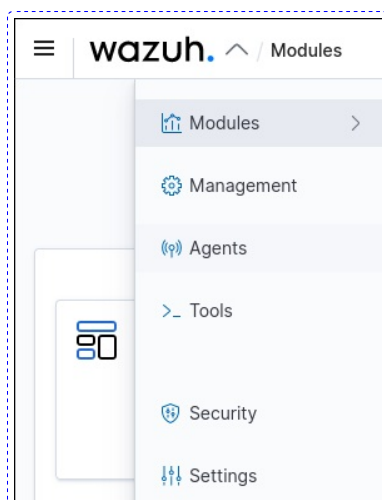 wazuh. / Modules
Modules
Management
Agents
Tools
Security
Settings